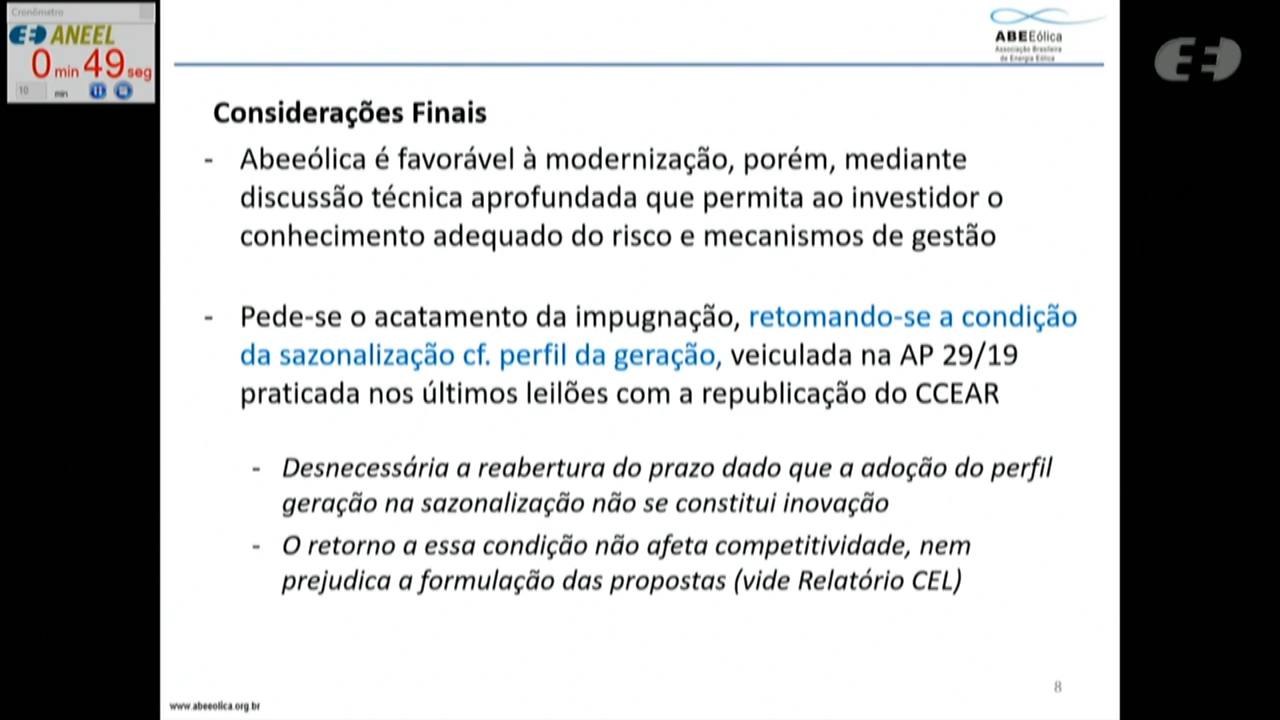 Cronômetro
ANEEL
0 min 49 seg
10 min
ABEEólica
Associação Brasileira
de Energia Eólica
Considerações Finais
- Abeeólica é favorável à modernização, porém, mediante
discussão técnica aprofundada que permita ao investidor o
conhecimento adequado do risco e mecanismos de gestão
- Pede-se o acatamento da impugnação, retomando-se a condição
da sazonalização cf. perfil da geração, veiculada na AP 29/19
praticada nos últimos leilões com a republicação do CCEAR
- Desnecessária a reabertura do prazo dado que a adoção do perfil
geração na sazonalização não se constitui inovação
- O retorno a essa condição não afeta competitividade, nem
prejudica a formulação das propostas (vide Relatório CEL)
8
www.abeeolica.org.br